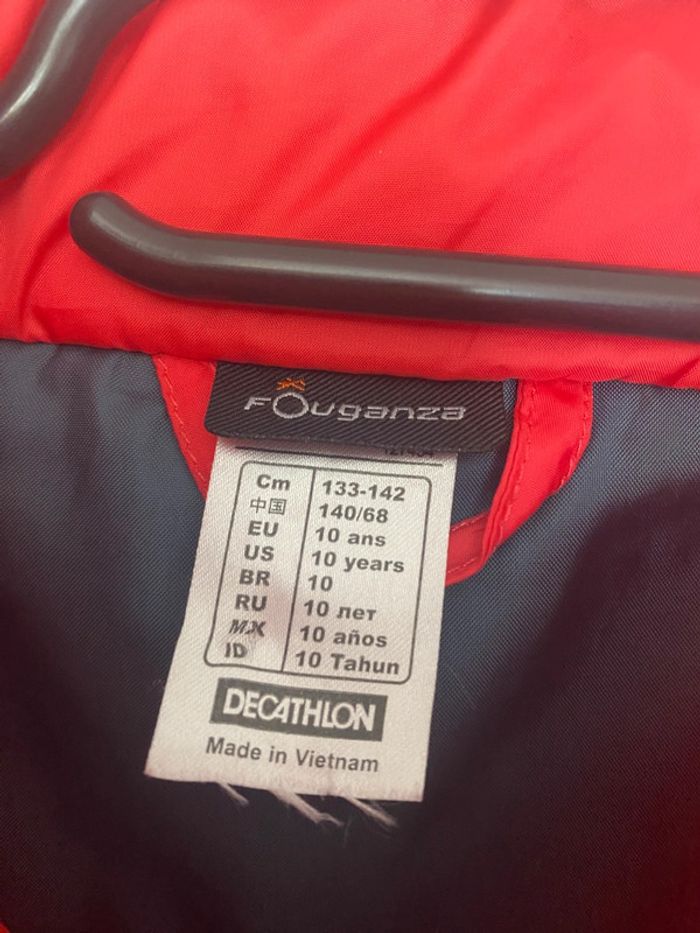 FOuganza
Cm 133-142
中国 140/68
EU 10 ans
US 10 years
BR 10
RU 10 лет
MX 10 años
ID 10 Tahun
DECATHLON
Made in Vietnam